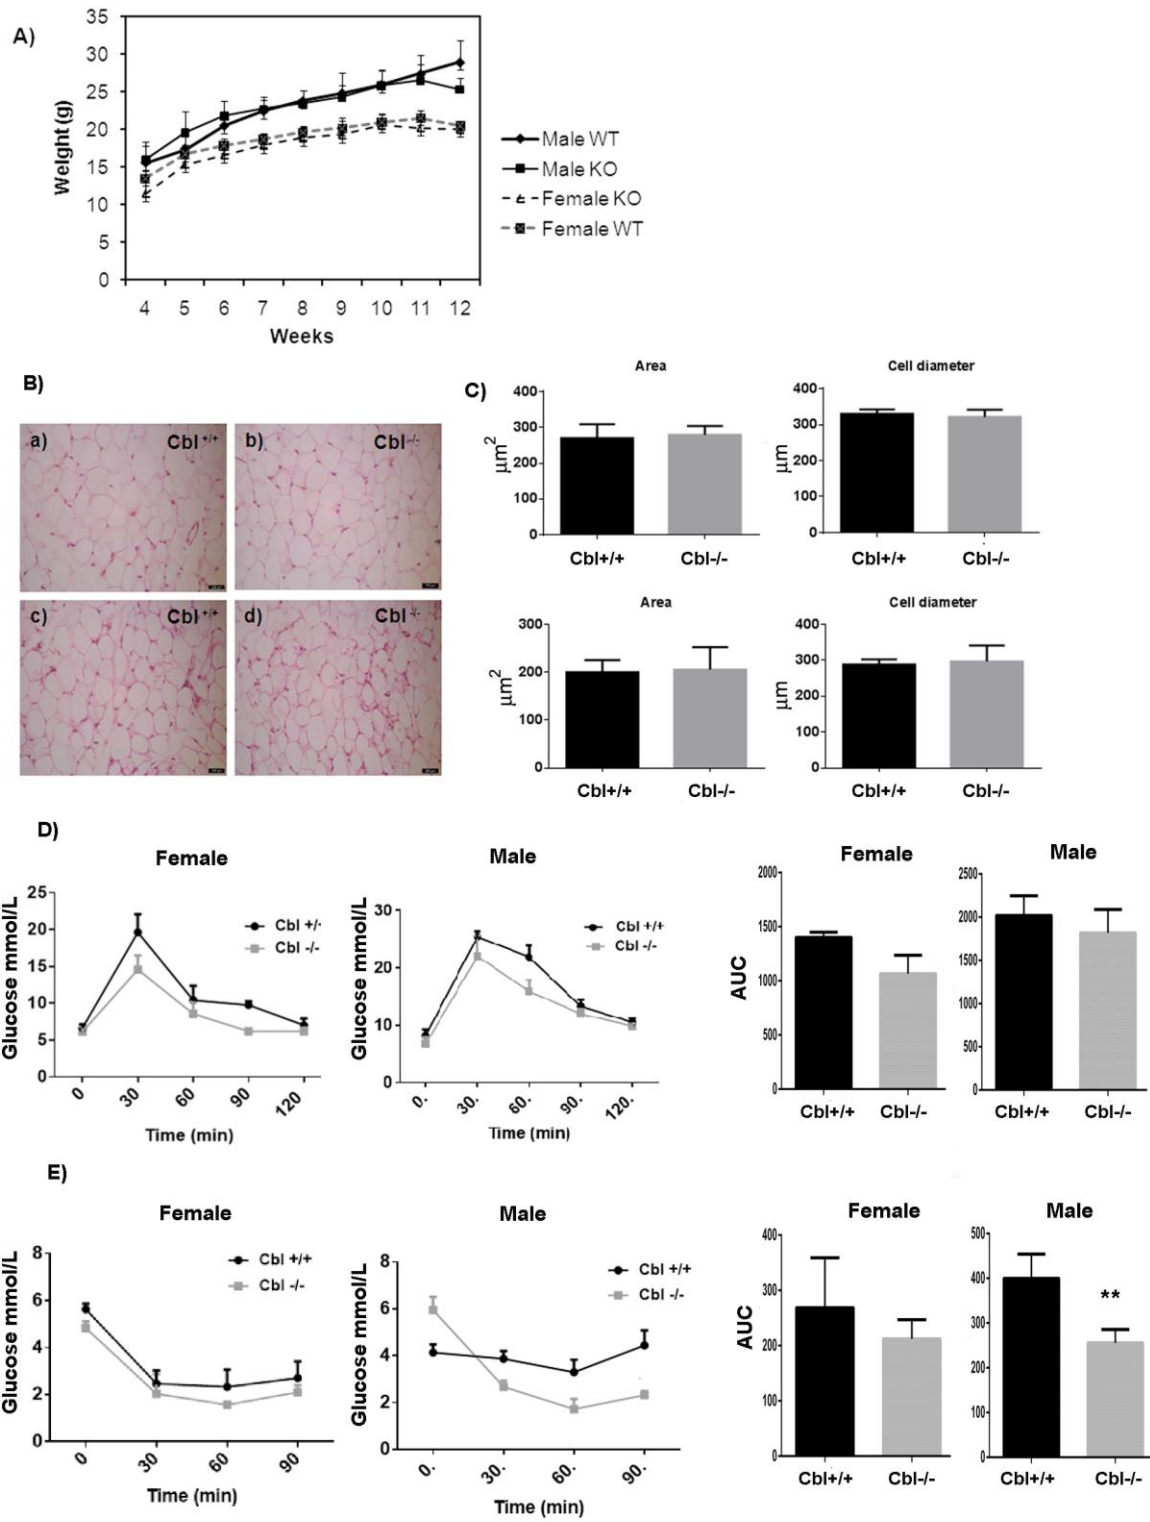 A)
35
30
25
20
15
10
5
0
Weight (g)
4 5 6 7 8 9 10 11 12
Weeks
Male WT
Male KO
Female KO
Female WT
B)
a) Cbl +/+
b) Cbl -/-
c) Cbl +/+
d) Cbl -/-
C)
Area
400
300
200
100
0
µm2
Cbl+/+ Cbl-/-
Cell diameter
400
300
200
100
0
µm
Cbl+/+ Cbl-/-
Area
300
200
100
0
µm2
Cbl+/+ Cbl-/-
Cell diameter
400
300
200
100
0
µm
Cbl+/+ Cbl-/-
D)
Female
25
20
15
10
5
0
Glucose mmol/L
Cbl +/-
Cbl -/-
0 30 60 90 120
Time (min)
Male
30
20
10
0
Glucose mmol/L
Cbl +/+
Cbl -/-
0. 30. 60. 90. 120.
Time (min)
Female
2000
1500
1000
500
0
AUC
Cbl+/+ Cbl-/-
Male
2500
2000
1500
1000
500
0
Cbl+/+ Cbl-/-
E)
Female
8
6
4
2
0
Glucose mmol/L
Cbl +/+
Cbl -/-
0 30 60 90
Time (min)
Male
8
6
4
2
0
Glucose mmol/L
Cbl +/+
Cbl -/-
0. 30. 60. 90.
Time (min)
Female
400
300
200
100
0
AUC
Cbl+/+ Cbl-/-
Male
500
400
300
200
100
0
**
Cbl+/+ Cbl-/-